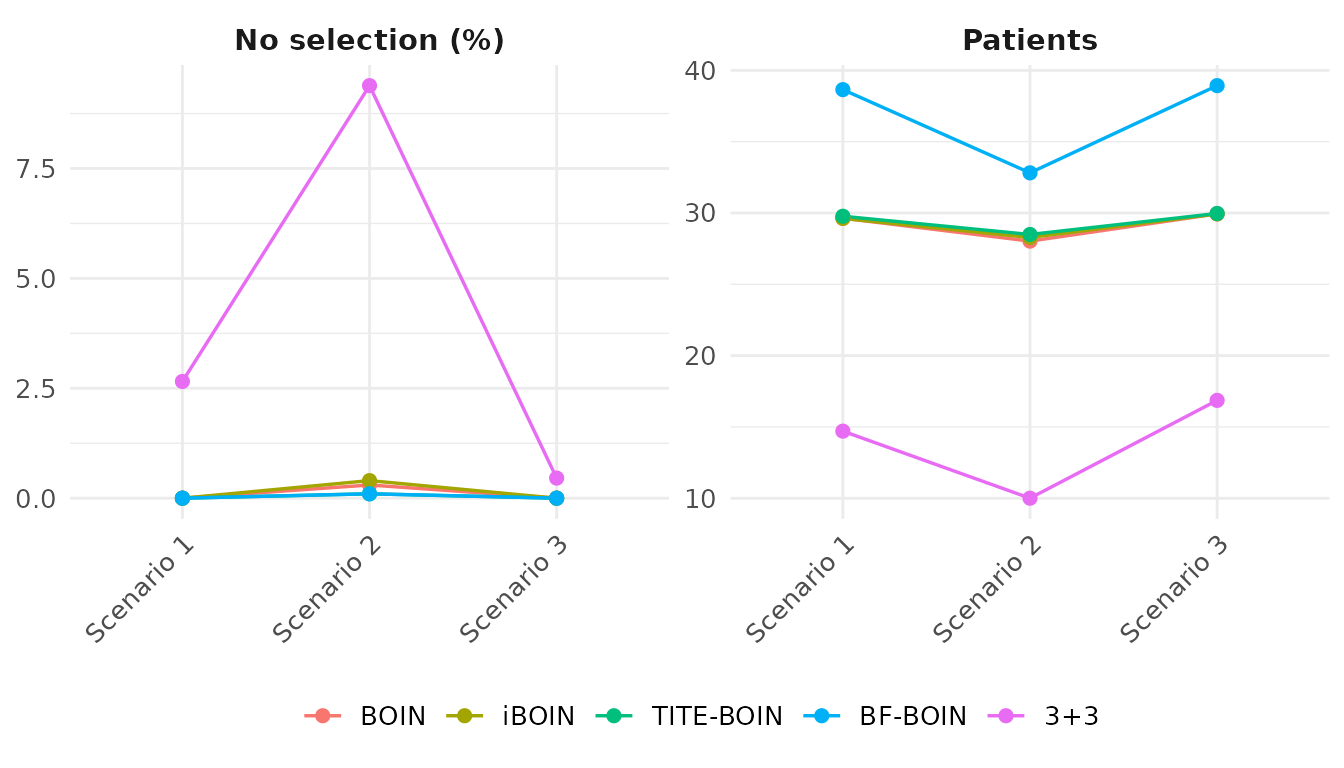 No selection (%)
Patients
7.5
5.0
2.5
0.0
Scenario 1
Scenario 2
Scenario 3
40
30
20
10
Scenario 1
Scenario 2
Scenario 3
BOIN iBOIN TITE-BOIN BF-BOIN 3+3